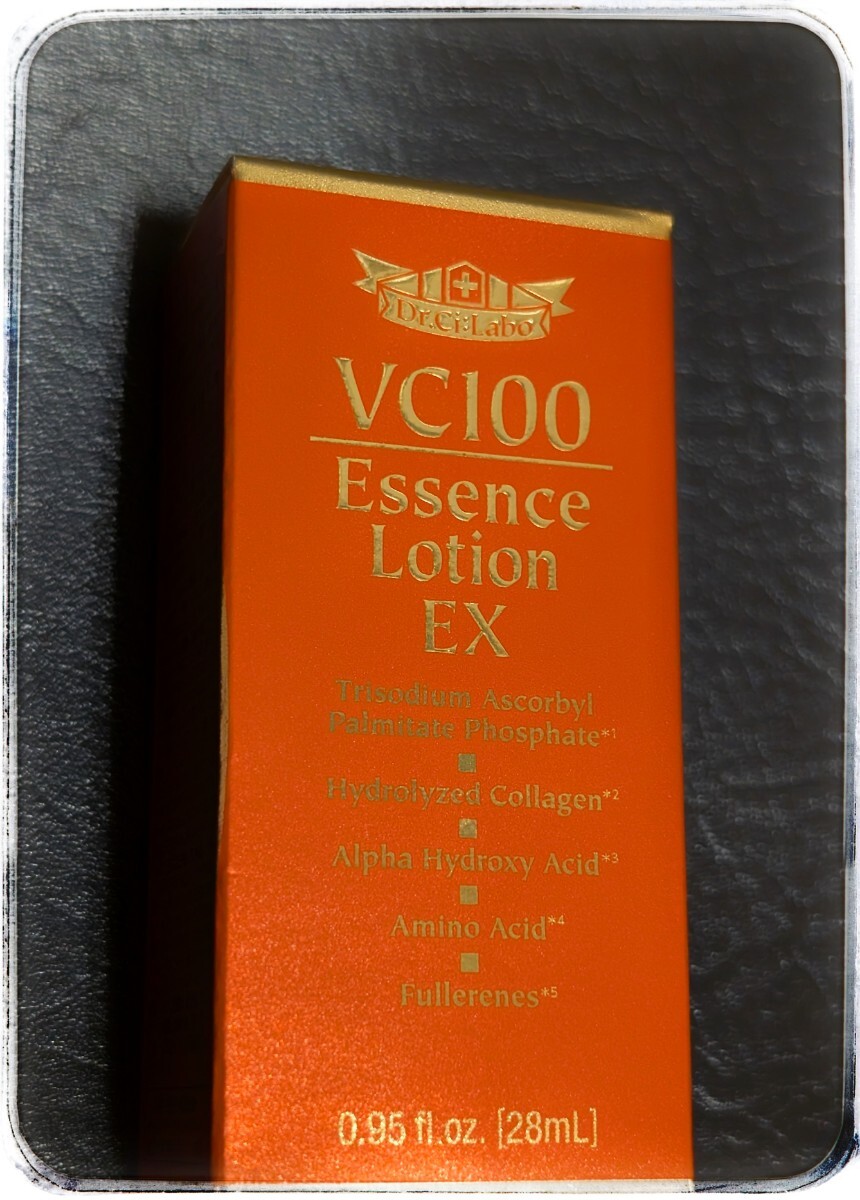 Dr.Ci:Labo
VC100
Essence
Lotion
EX
Trisodium Ascorbyl
Palmitate Phosphate*1
Hydrolyzed Collagen*2
Alpha Hydroxy Acid*3
Amino Acid*4
Fullerenes*5
0.95 fl.oz. [28mL]